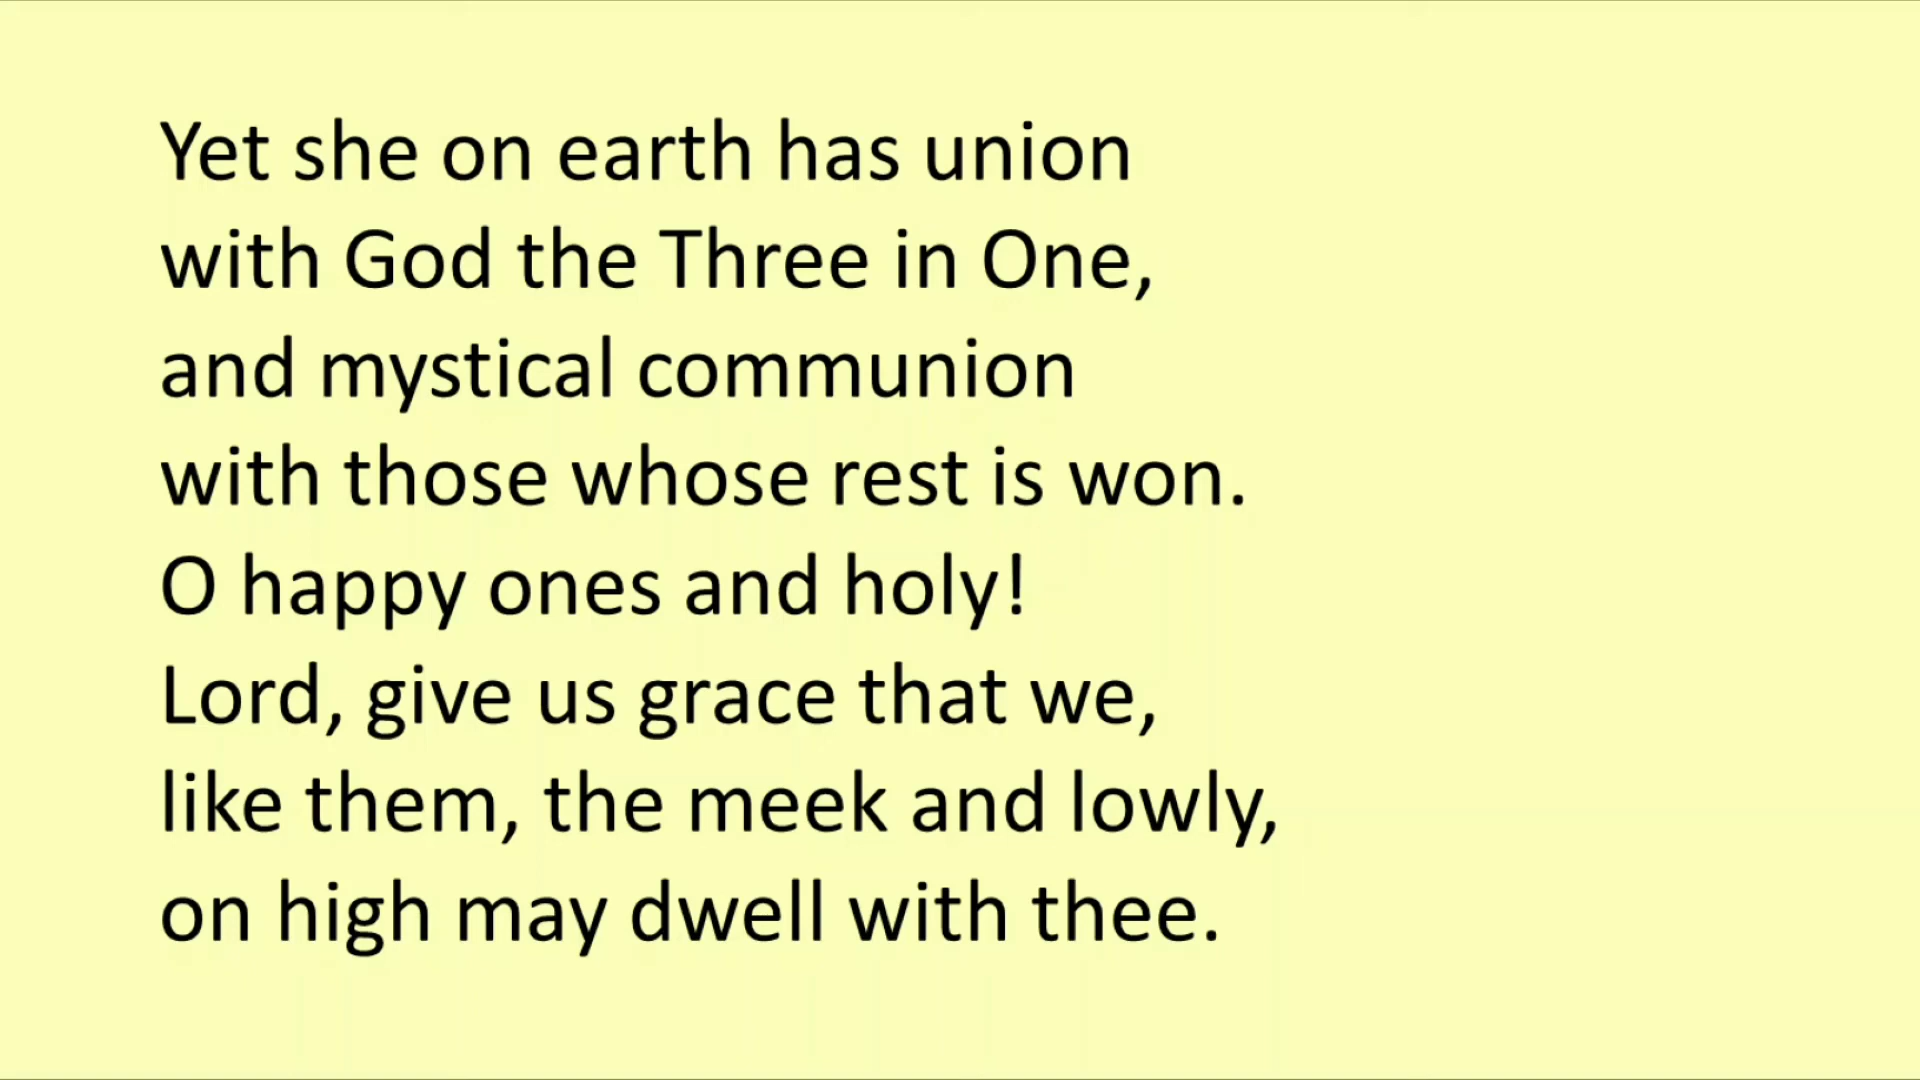 Yet she on earth has union
with God the Three in One,
and mystical communion
with those whose rest is won.
O happy ones and holy!
Lord, give us grace that we,
like them, the meek and lowly,
on high may dwell with thee.